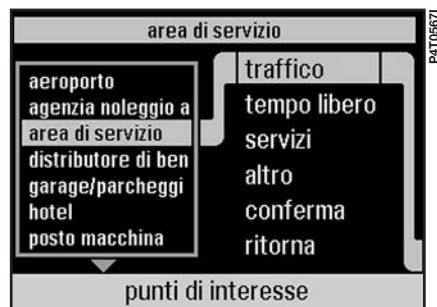 area di servizio
aeroporto
agenzia noleggio a
area di servizio
distributore di ben
garage/parcheggi
hotel
posto macchina
traffico
tempo libero
servizi
altro
conferma
ritorna
punti di interesse
P4T0567I